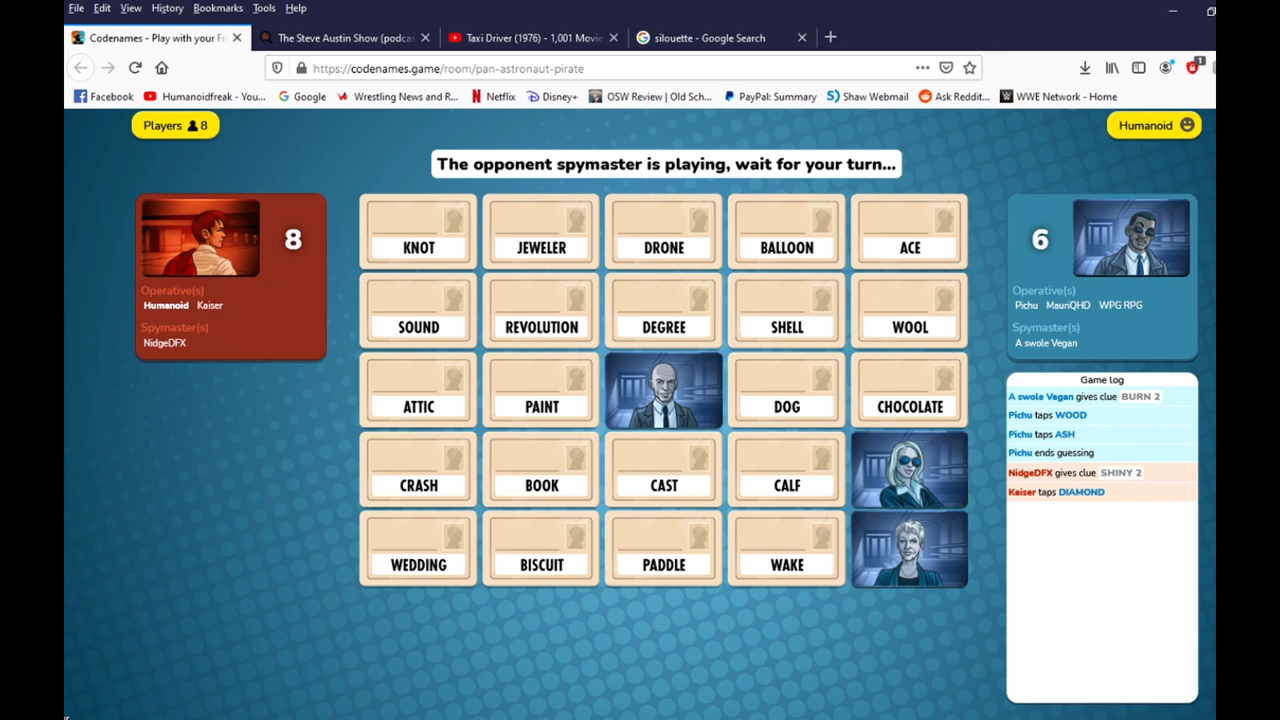 File Edit View History Bookmarks Tools Help
Codenames - Play with your Fri
The Steve Austin Show (podcas
Taxi Driver (1976) - 1,001 Movie
silouette - Google Search
https://codenames.game/room/pan-astronaut-pirate
Facebook Humanoidfreak - You... Google Wrestling News and R... Netflix Disney+ OSW Review | Old Sch... PayPal: Summary Shaw Webmail Ask Reddit... WWE Network - Home
Players 8
Humanoid
The opponent spymaster is playing, wait for your turn...
8
Operative(s)
Humanoid Kaiser
Spymaster(s)
NidgeDFX
KNOT JEWELER DRONE BALLOON ACE
SOUND REVOLUTION DEGREE SHELL WOOL
ATTIC PAINT DOG CHOCOLATE
CRASH BOOK CAST CALF
WEDDING BISCUIT PADDLE WAKE
6
Operative(s)
Pichu MauriQHD WPG RPG
Spymaster(s)
A swole Vegan
Game log
A swole Vegan gives clue BURN 2
Pichu taps WOOD
Pichu taps ASH
Pichu ends guessing
NidgeDFX gives clue SHINY 2
Kaiser taps DIAMOND